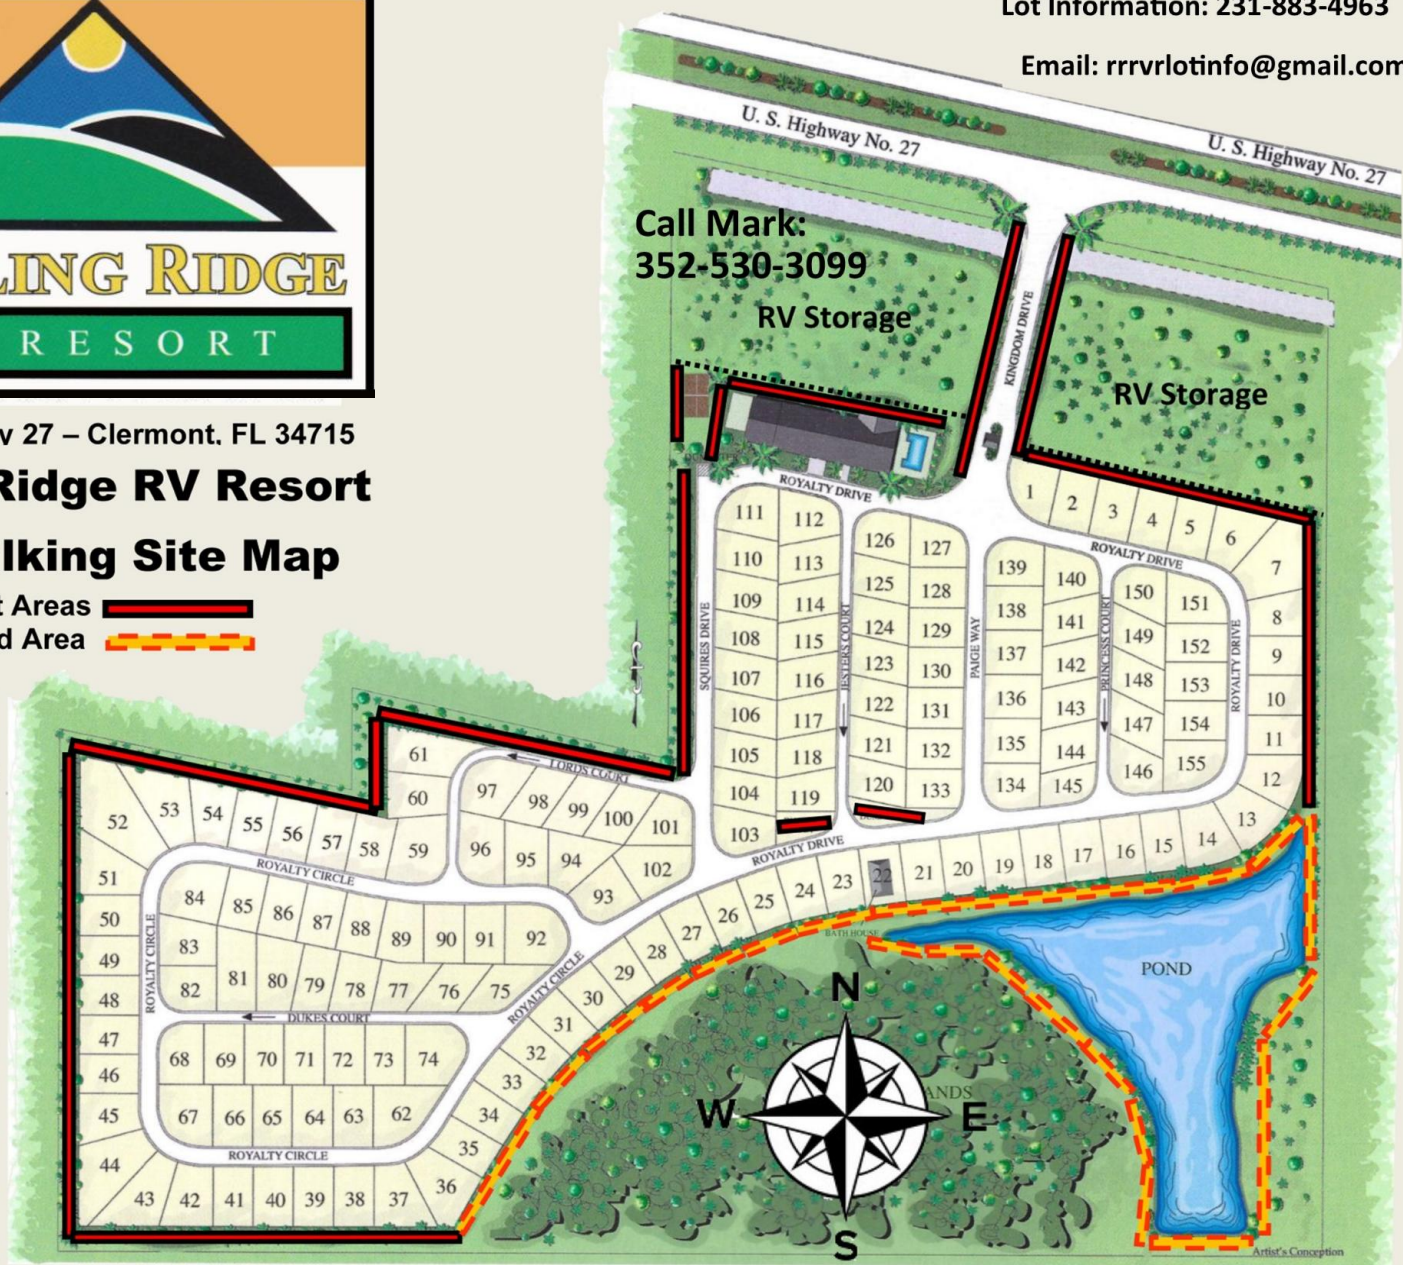 Lot Information: 231-883-4963
Email: rrrvrlotinfo@gmail.com
LING RIDGE
RESORT
27 – Clermont, FL 34715
Ridge RV Resort
lking Site Map
t Areas
d Area
U. S. Highway No. 27
U. S. Highway No. 27
Call Mark:
352-530-3099
RV Storage
RV Storage
KINGDOM DRIVE
ROYALTY DRIVE
ROYALTY DRIVE
ROYALTY DRIVE
ROYALTY DRIVE
SQUIRES DRIVE
JESTERS COURT
PAIGE WAY
PRINCESS COURT
LORDS COURT
ROYALTY CIRCLE
ROYALTY CIRCLE
ROYALTY CIRCLE
ROYALTY CIRCLE
DUKES COURT
1 2 3 4 5 6
7
8
9
10
11
12
13
111 112
110 113
109 114
108 115
107 116
106 117
105 118
104 119
103
126 127
125 128
124 129
123 130
122 131
121 132
120 133
139 140
138 141
137 142
136 143
135 144
134 145
150 151
149 152
148 153
147 154
146 155
61
60
97 98 99 100 101
96 95 94 93 102
52 53 54 55 56 57 58 59
51
50
49
48
47
46
45
44
84 85 86 87 88 89 90 91 92
83
82 81 80 79 78 77 76 75
68 69 70 71 72 73 74
67 66 65 64 63 62
43 42 41 40 39 38 37 36
35
34
33
32
31
30
29
28
27
26 25 24 23 22 21 20 19 18 17 16 15 14
BATH HOUSE
POND
ANDS
N
W E
S
Artist's Conception